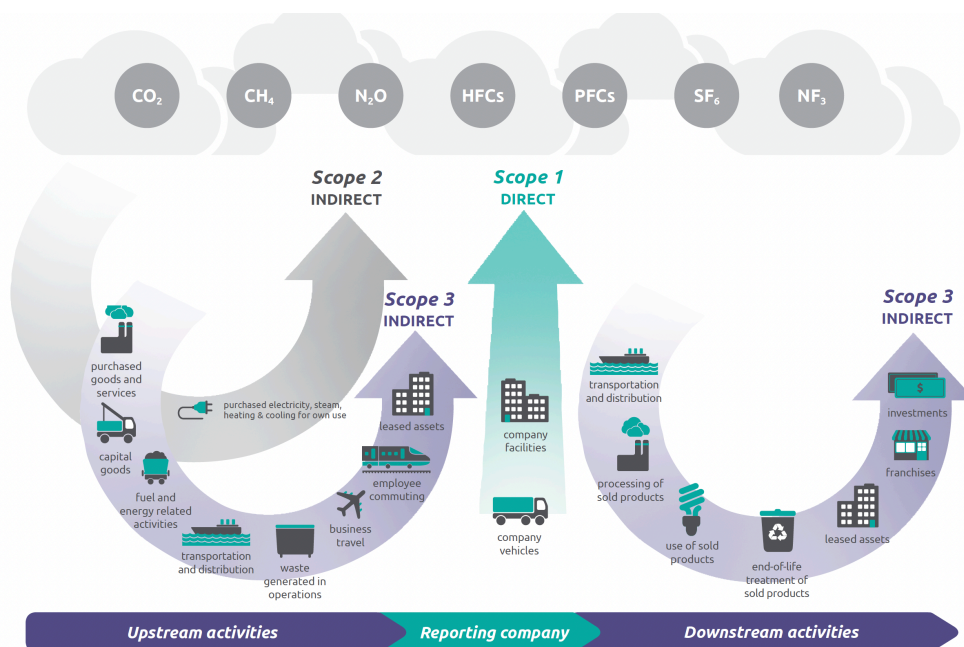 CO₂
CH₄
N₂O
HFCs
PFCs
SF₆
NF₃
Scope 2
INDIRECT
Scope 1
DIRECT
Scope 3
INDIRECT
Scope 3
INDIRECT
purchased
goods and
services
capital
goods
fuel and
energy related
activities
transportation
and distribution
waste
generated in
operations
business
travel
employee
commuting
leased assets
purchased electricity, steam,
heating & cooling for own use
company
facilities
company
vehicles
transportation
and distribution
processing of
sold products
use of sold
products
end-of-life
treatment of
sold products
leased assets
franchises
$
investments
Upstream activities
Reporting company
Downstream activities